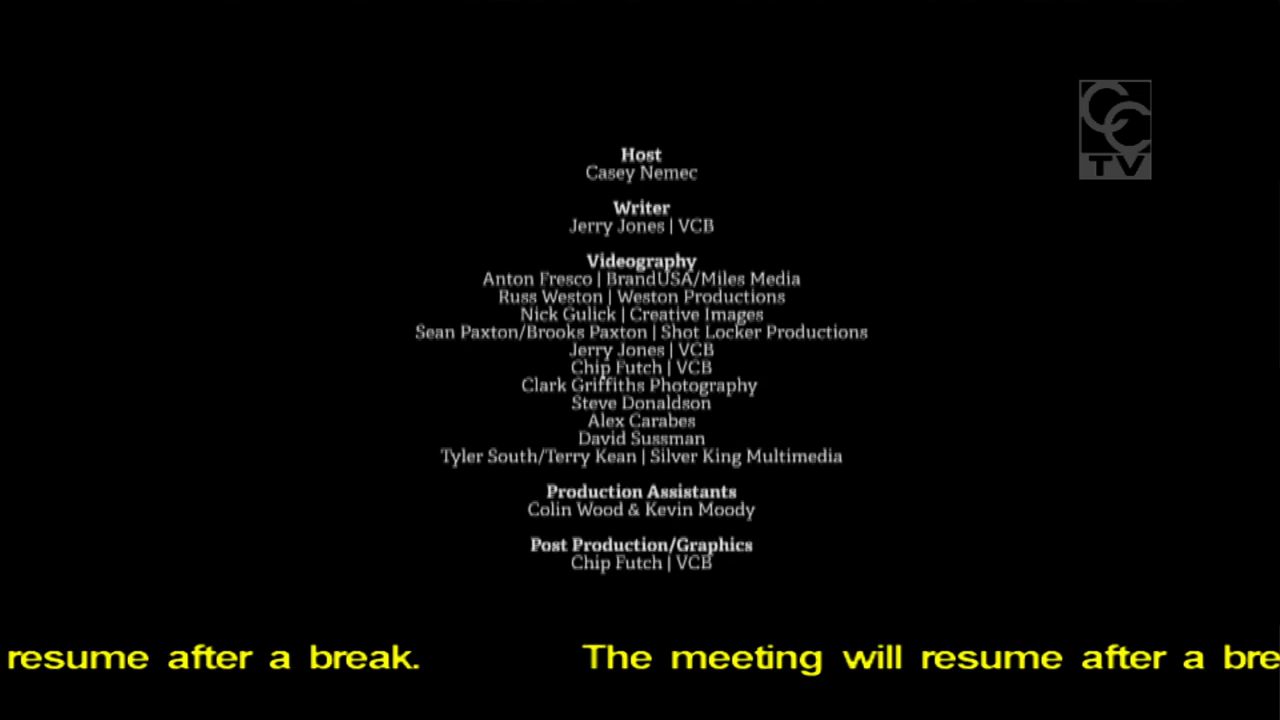 CC
TV
Host
Casey Nemec
Writer
Jerry Jones | VCB
Videography
Anton Fresco | BrandUSA/Miles Media
Russ Weston | Weston Productions
Nick Gulick | Creative Images
Sean Paxton/Brooks Paxton | Shot Locker Productions
Jerry Jones | VCB
Chip Futch | VCB
Clark Griffiths Photography
Steve Donaldson
Alex Carabes
David Sussman
Tyler South/Terry Kean | Silver King Multimedia
Production Assistants
Colin Wood & Kevin Moody
Post Production/Graphics
Chip Futch | VCB
resume after a break. The meeting will resume after a bre